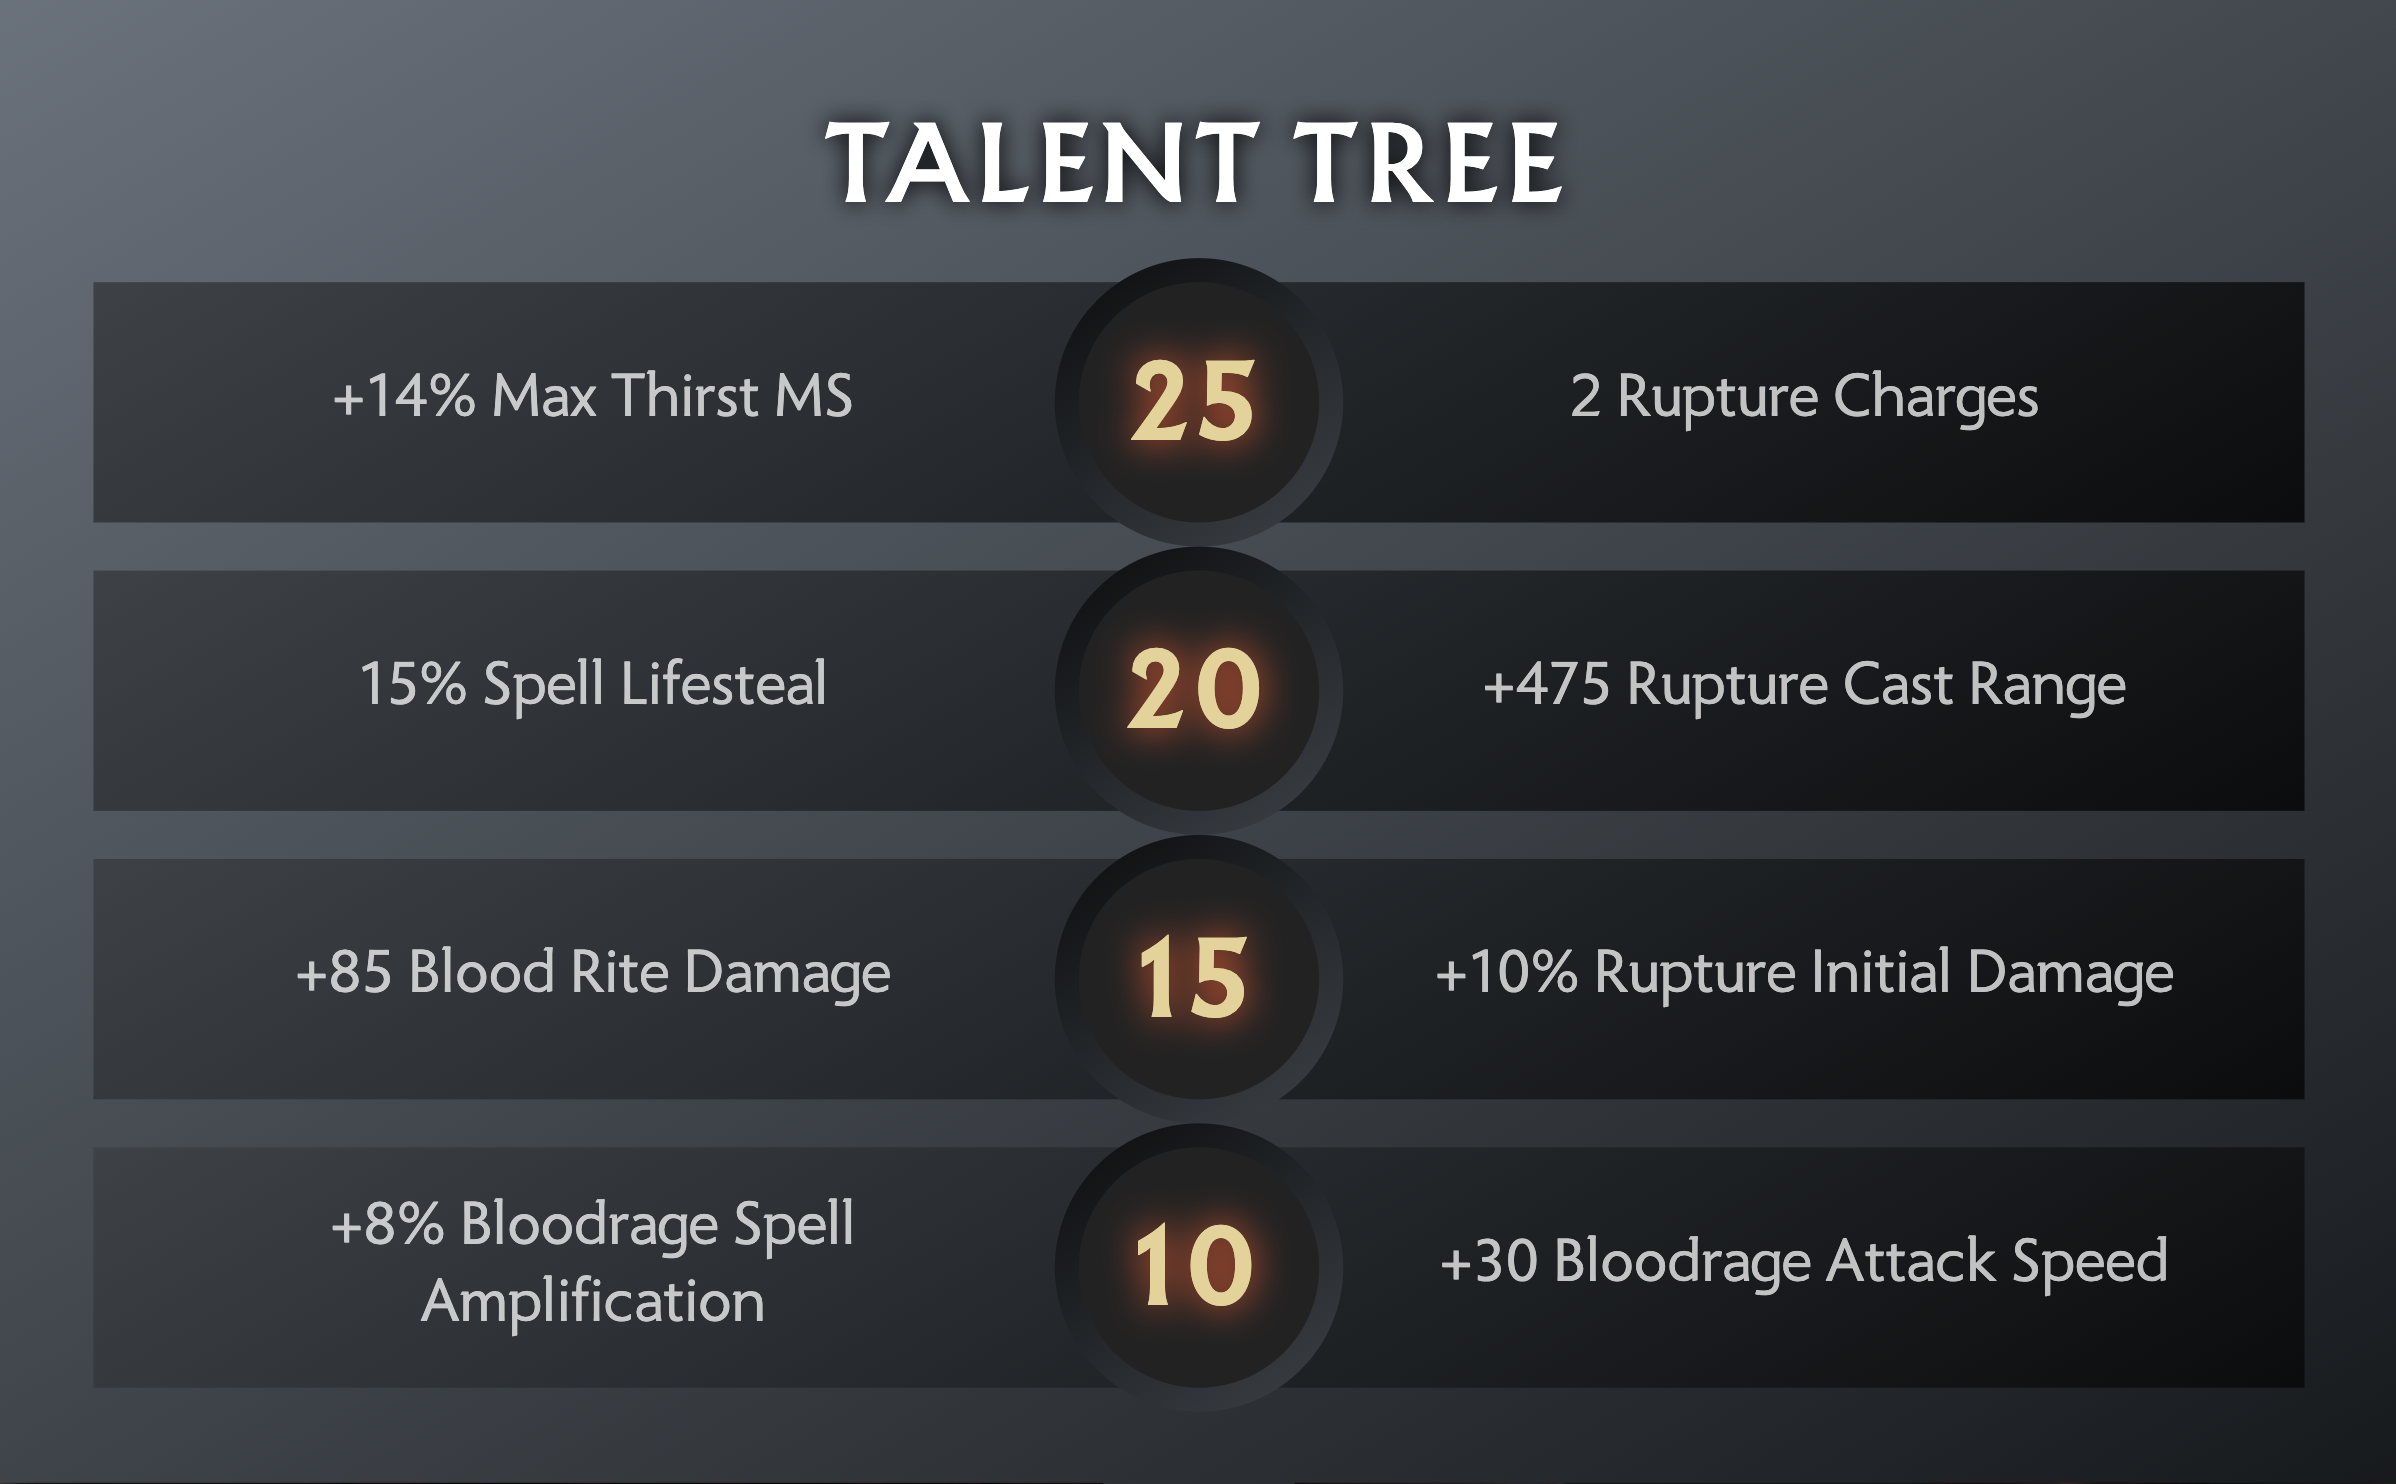 TALENT TREE
+14% Max Thirst MS
25
2 Rupture Charges
15% Spell Lifesteal
20
+475 Rupture Cast Range
+85 Blood Rite Damage
15
+10% Rupture Initial Damage
+8% Bloodrage Spell
Amplification
10
+30 Bloodrage Attack Speed